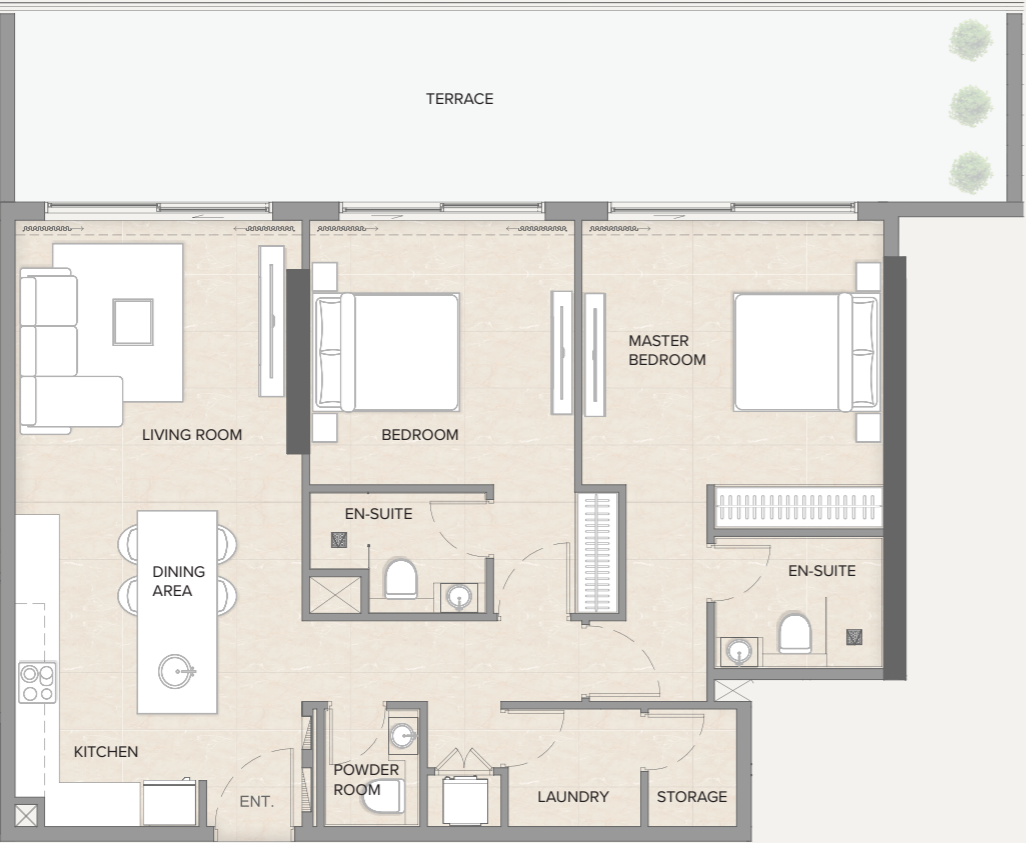 TERRACE
MASTER
BEDROOM
LIVING ROOM
BEDROOM
EN-SUITE
DINING
AREA
EN-SUITE
KITCHEN
POWDER
ROOM
ENT.
LAUNDRY
STORAGE